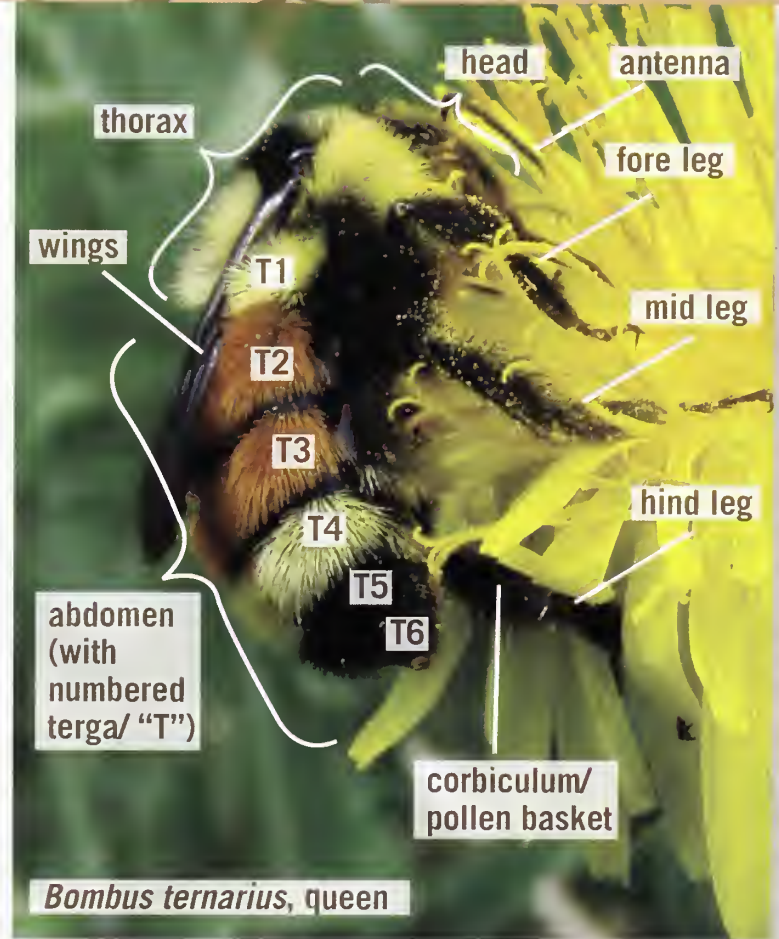 head
antenna
thorax
fore leg
wings
T1
mid leg
T2
T3
hind leg
T4
T5
abdomen
(with
numbered
terga/ “T”)
T6
corbiculum/
pollen basket
Bombus ternarius, queen